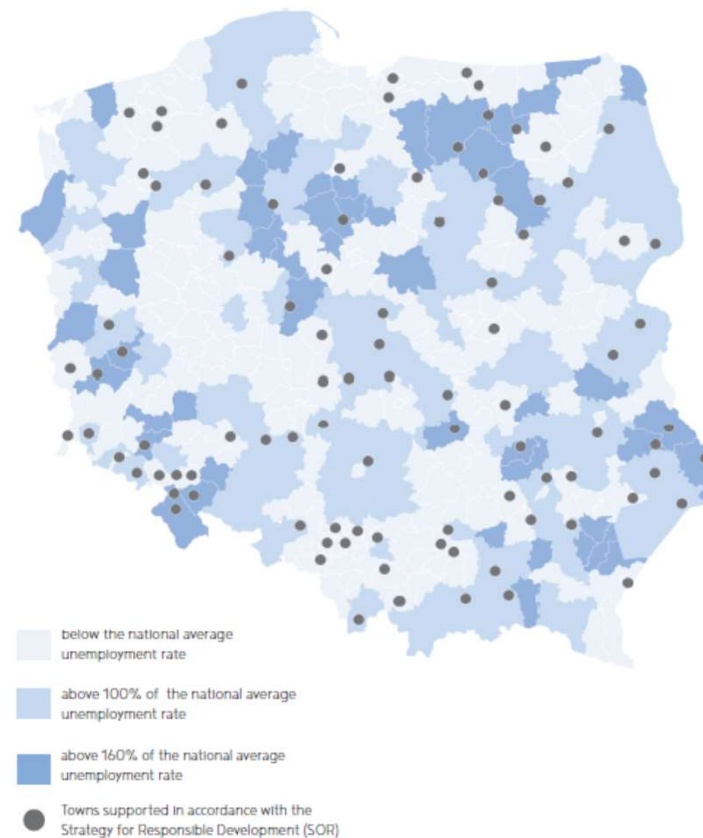 below the national average
unemployment rate
above 100% of the national average
unemployment rate
above 160% of the national average
unemployment rate
Towns supported in accordance with the
Strategy for Responsible Development (SOR)